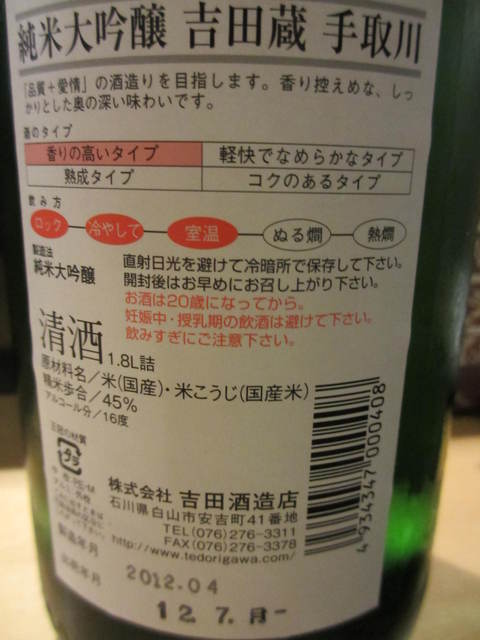 純米大吟醸 吉田蔵 手取川
「品質+愛情」の酒造りを目指します。香り控えめな、しっ
かりとした奥の深い味わいです。
酒のタイプ
香りの高いタイプ 軽快でなめらかなタイプ
熟成タイプ コクのあるタイプ
飲み方
ロック 冷やして 室温 ぬる燗 熱燗
製造法
純米大吟醸
直射日光を避けて冷暗所で保存して下さい。
開封後はお早めにお召し上がり下さい。
お酒は20歳になってから。
妊娠中・授乳期の飲酒は避けて下さい。
飲みすぎにご注意下さい。
清酒 1.8L詰
原材料名/米(国産)・米こうじ(国産米)
精米歩合/45%
アルコール分/16度
株式会社 吉田酒造店
石川県白山市安吉町41番地
TEL(076)276-3311
FAX(076)276-3378
http://www.tedorigawa.com/
製造年月
2012.04
出荷年月
12.7.
4934347000408